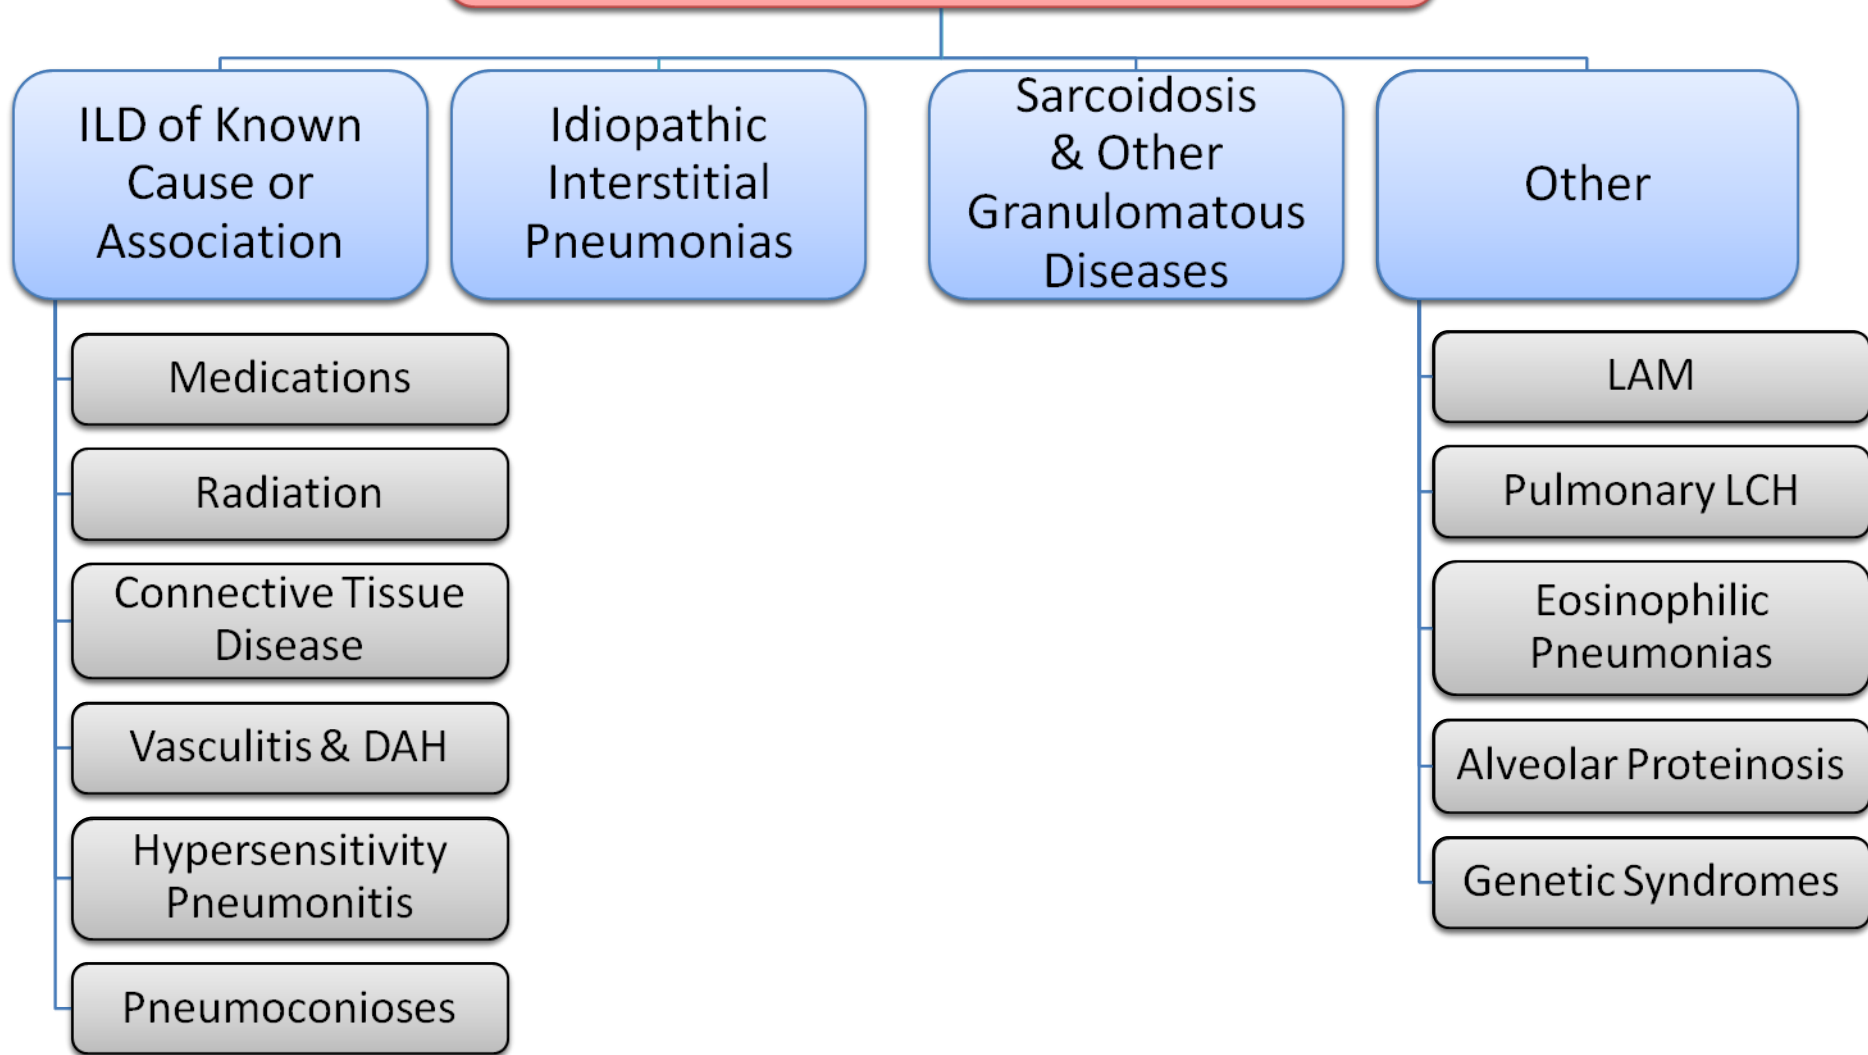 ILD of Known
Cause or
Association
Idiopathic
Interstitial
Pneumonias
Sarcoidosis
& Other
Granulomatous
Diseases
Other
Medications
Radiation
Connective Tissue
Disease
Vasculitis & DAH
Hypersensitivity
Pneumonitis
Pneumoconioses
LAM
Pulmonary LCH
Eosinophilic
Pneumonias
Alveolar Proteinosis
Genetic Syndromes